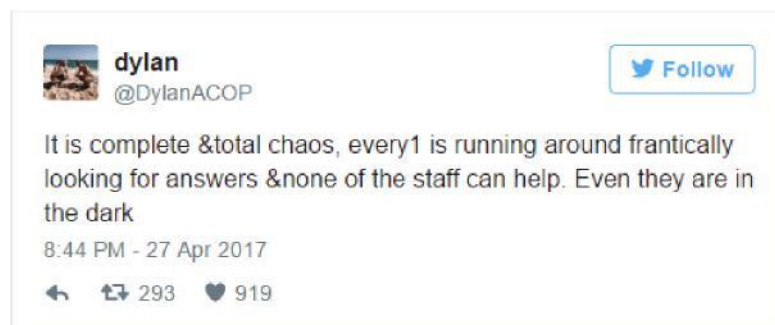 dylan
Follow
@DylanACOP
It is complete &total chaos, every1 is running around frantically
looking for answers &none of the staff can help. Even they are in
the dark
8:44 PM - 27 Apr 2017
293 919